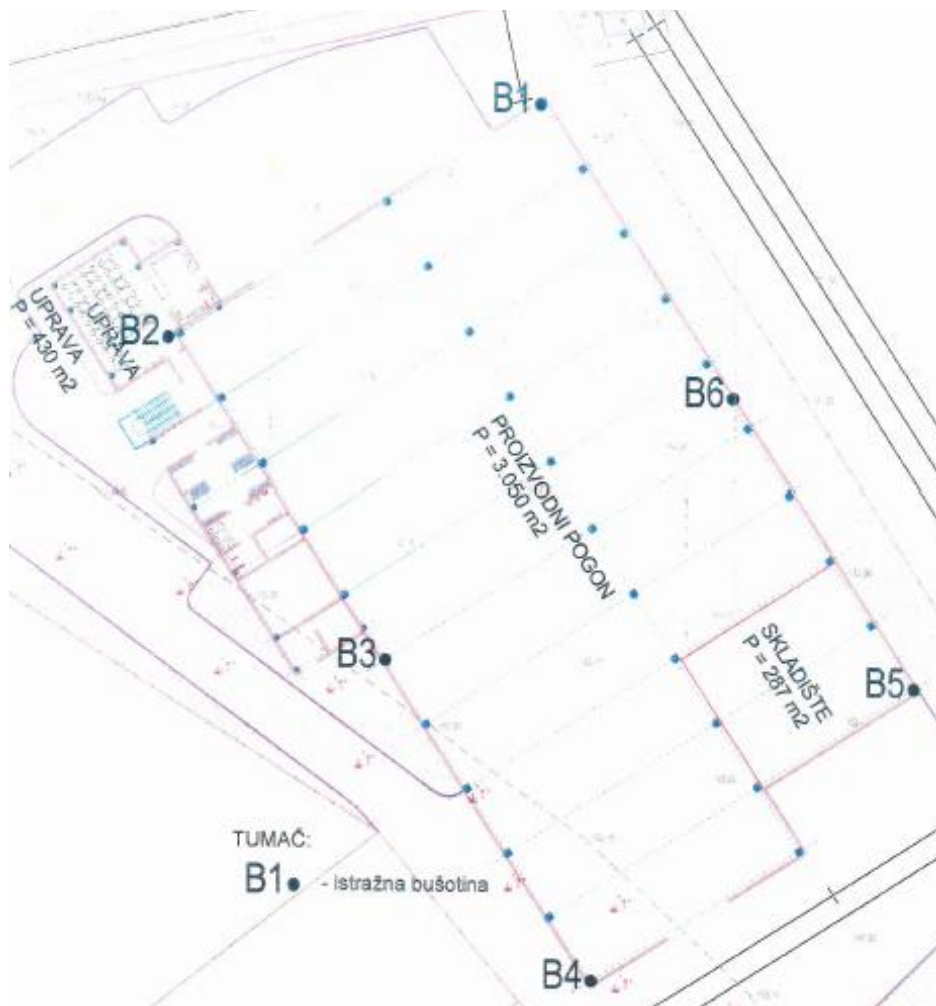 B1
B2
UPRAVA
P = 430 m2
UPRAVA
B6
PROIZVODNI POGON
P = 3.050 m2
B3
SKLADIŠTE
P = 287 m2
B5
TUMAČ:
B1 - istražna bušotina
B4